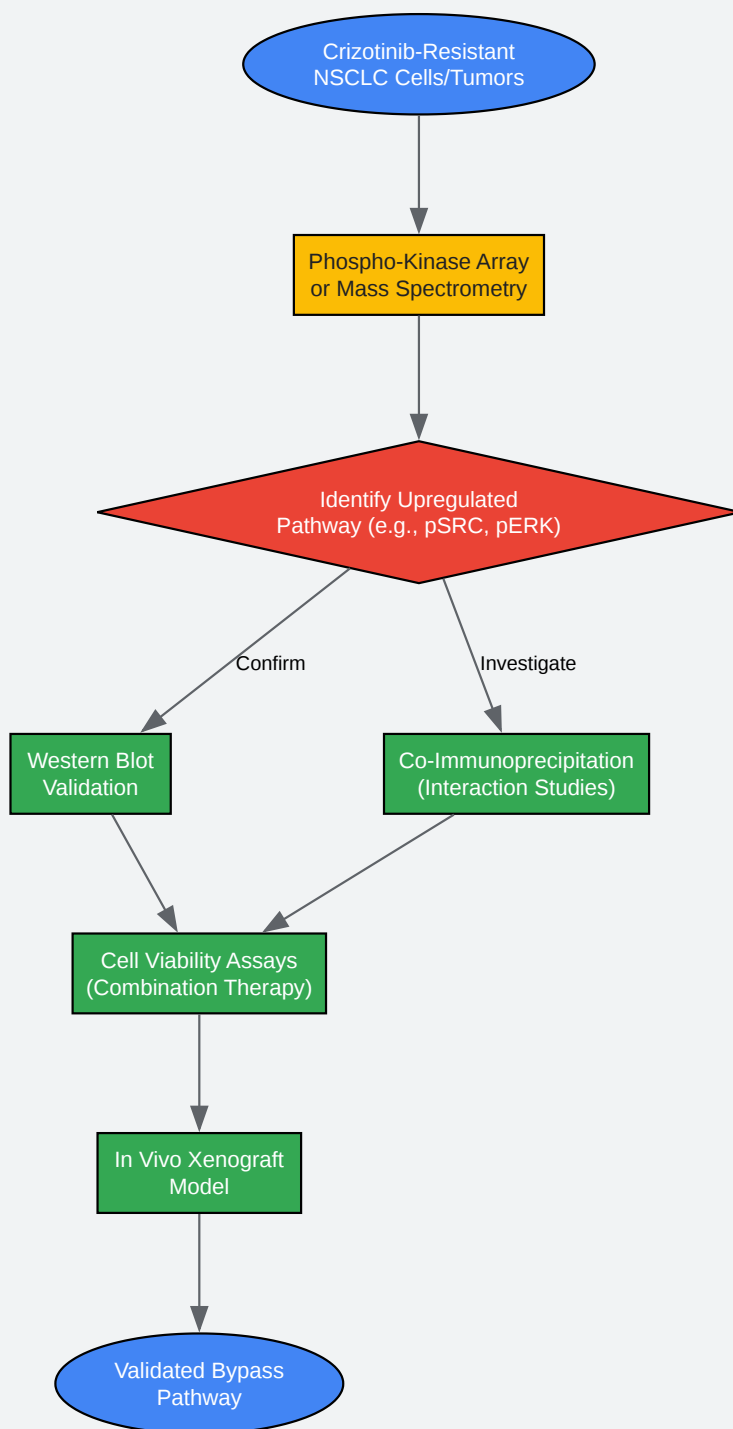 Crizotinib-Resistant
NSCLC Cells/Tumors
Phospho-Kinase Array
or Mass Spectrometry
Identify Upregulated
Pathway (e.g., pSRC, pERK)
Confirm
Investigate
Western Blot
Validation
Co-Immunoprecipitation
(Interaction Studies)
Cell Viability Assays
(Combination Therapy)
In Vivo Xenograft
Model
Validated Bypass
Pathway